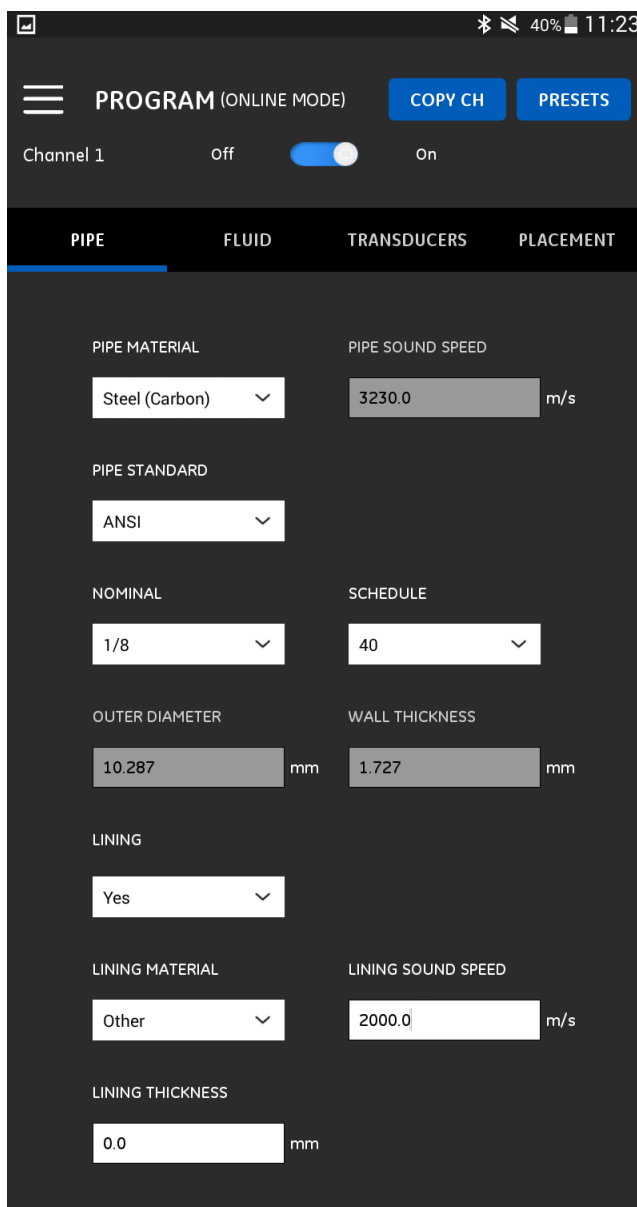 40% 11:23
PROGRAM (ONLINE MODE) COPY CH PRESETS
Channel 1 Off On
PIPE FLUID TRANSDUCERS PLACEMENT
PIPE MATERIAL PIPE SOUND SPEED
Steel (Carbon) 3230.0 m/s
PIPE STANDARD
ANSI
NOMINAL SCHEDULE
1/8 40
OUTER DIAMETER WALL THICKNESS
10.287 mm 1.727 mm
LINING
Yes
LINING MATERIAL LINING SOUND SPEED
Other 2000.0 m/s
LINING THICKNESS
0.0 mm